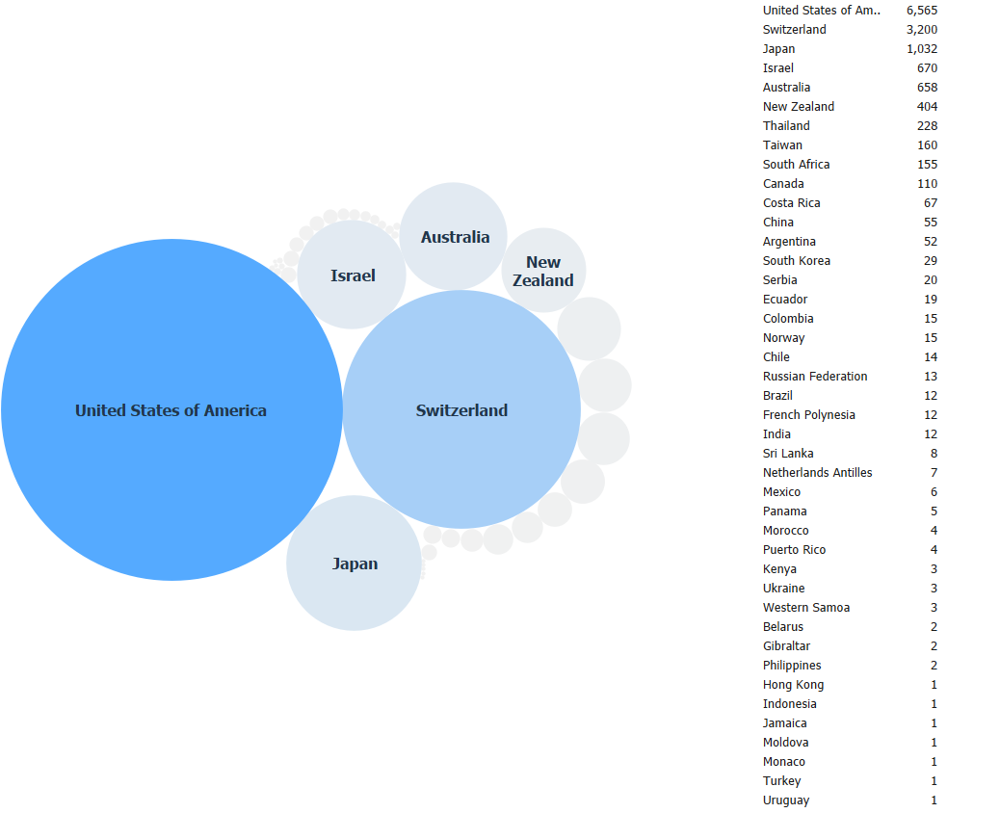 Australia
New
Zealand
Israel
United States of America
Switzerland
Japan
United States of Am.. 6,565
Switzerland 3,200
Japan 1,032
Israel 670
Australia 658
New Zealand 404
Thailand 228
Taiwan 160
South Africa 155
Canada 110
Costa Rica 67
China 55
Argentina 52
South Korea 29
Serbia 20
Ecuador 19
Colombia 15
Norway 15
Chile 14
Russian Federation 13
Brazil 12
French Polynesia 12
India 12
Sri Lanka 8
Netherlands Antilles 7
Mexico 6
Panama 5
Morocco 4
Puerto Rico 4
Kenya 3
Ukraine 3
Western Samoa 3
Belarus 2
Gibraltar 2
Philippines 2
Hong Kong 1
Indonesia 1
Jamaica 1
Moldova 1
Monaco 1
Turkey 1
Uruguay 1